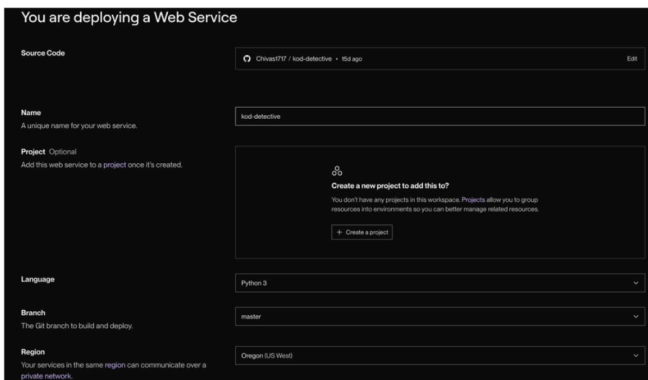 You are deploying a Web Service
Source Code
Chivas1717 / kod-detective • 15d ago
Edit
Name
A unique name for your web service.
kod-detective
Project Optional
Add this web service to a project once it's created.
Create a new project to add this to?
You don't have any projects in this workspace. Projects allow you to group
resources into environments so you can better manage related resources.
+ Create a project
Language
Python 3
Branch
The Git branch to build and deploy.
master
Region
Your services in the same region can communicate over a
private network.
Oregon (US West)